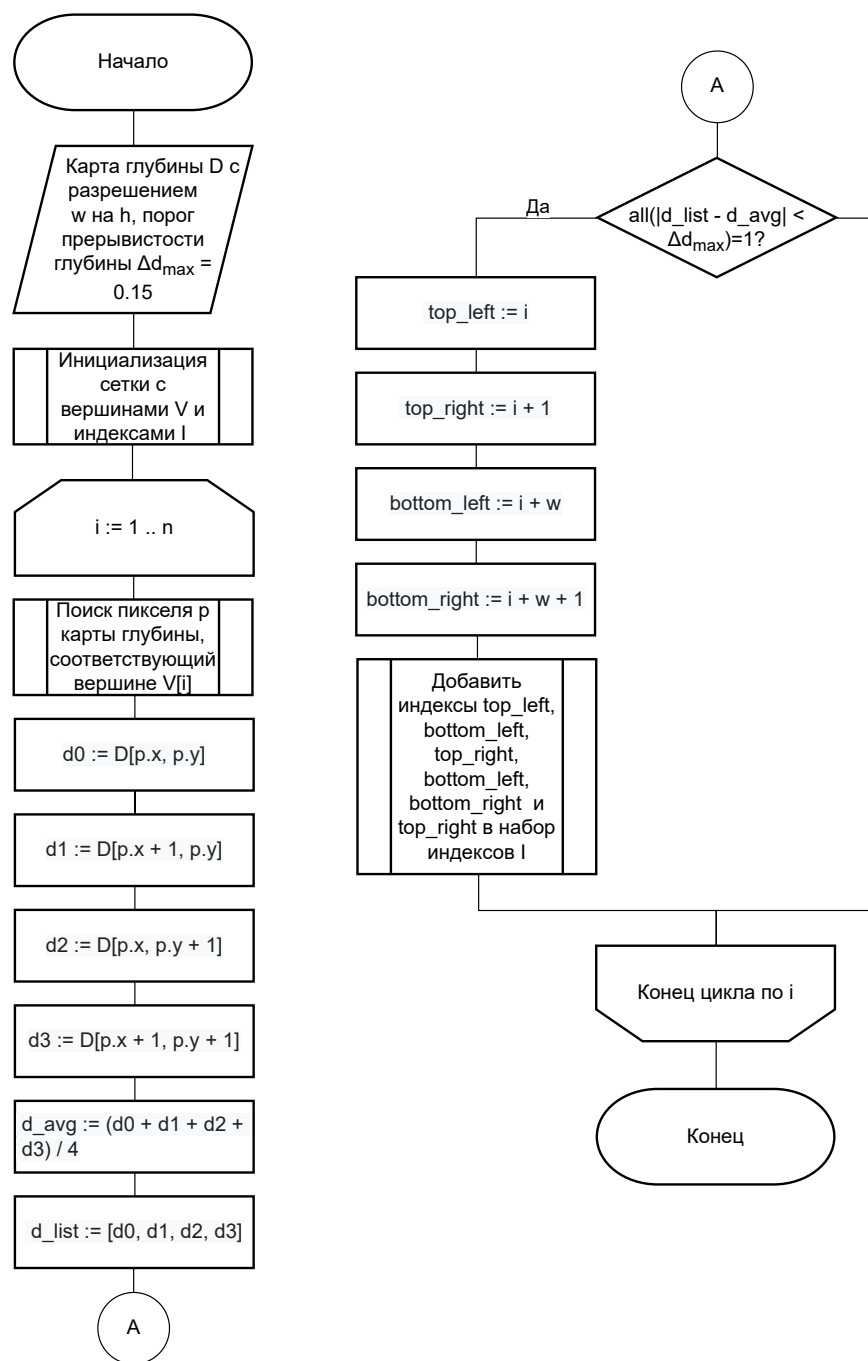 Начало
Карта глубины D с
разрешением
w на h, порог
прерывистости
глубины Δdmax =
0.15
Инициализация
сетки с
вершинами V и
индексами I
i := 1 .. n
Поиск пикселя p
карты глубины,
соответствующий
вершине V[i]
d0 := D[p.x, p.y]
d1 := D[p.x + 1, p.y]
d2 := D[p.x, p.y + 1]
d3 := D[p.x + 1, p.y + 1]
d_avg := (d0 + d1 + d2 +
d3) / 4
d_list := [d0, d1, d2, d3]
A
A
all(|d_list - d_avg| <
Δdmax)=1?
Да
top_left := i
top_right := i + 1
bottom_left := i + w
bottom_right := i + w + 1
Добавить
индексы top_left,
bottom_left,
top_right,
bottom_left,
bottom_right и
top_right в набор
индексов I
Конец цикла по i
Конец